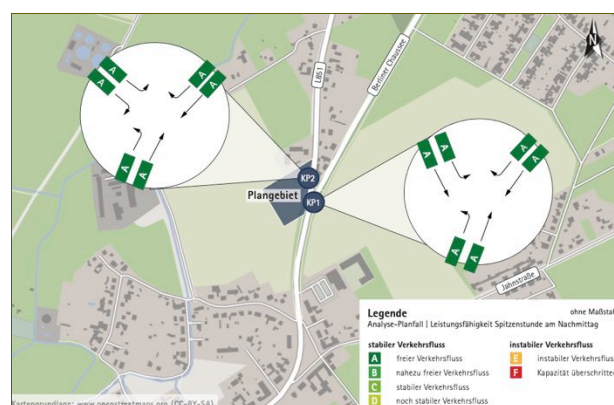 L851
Berliner Chaussee
N
A A
A A
A A
A A
A A
A A
KP2
Plangebiet
KP1
Jahnstraße
Legende
ohne Maßstab
Analyse-Planfall | Leistungsfähigkeit Spitzenstunde am Nachmittag
stabiler Verkehrsfluss
instabiler Verkehrsfluss
A freier Verkehrsfluss
E instabiler Verkehrsfluss
B nahezu freier Verkehrsfluss
F Kapazität überschritten
C stabiler Verkehrsfluss
D noch stabiler Verkehrsfluss
Kartengrundlage: www.openstreetmaps.org (CC-BY-SA)